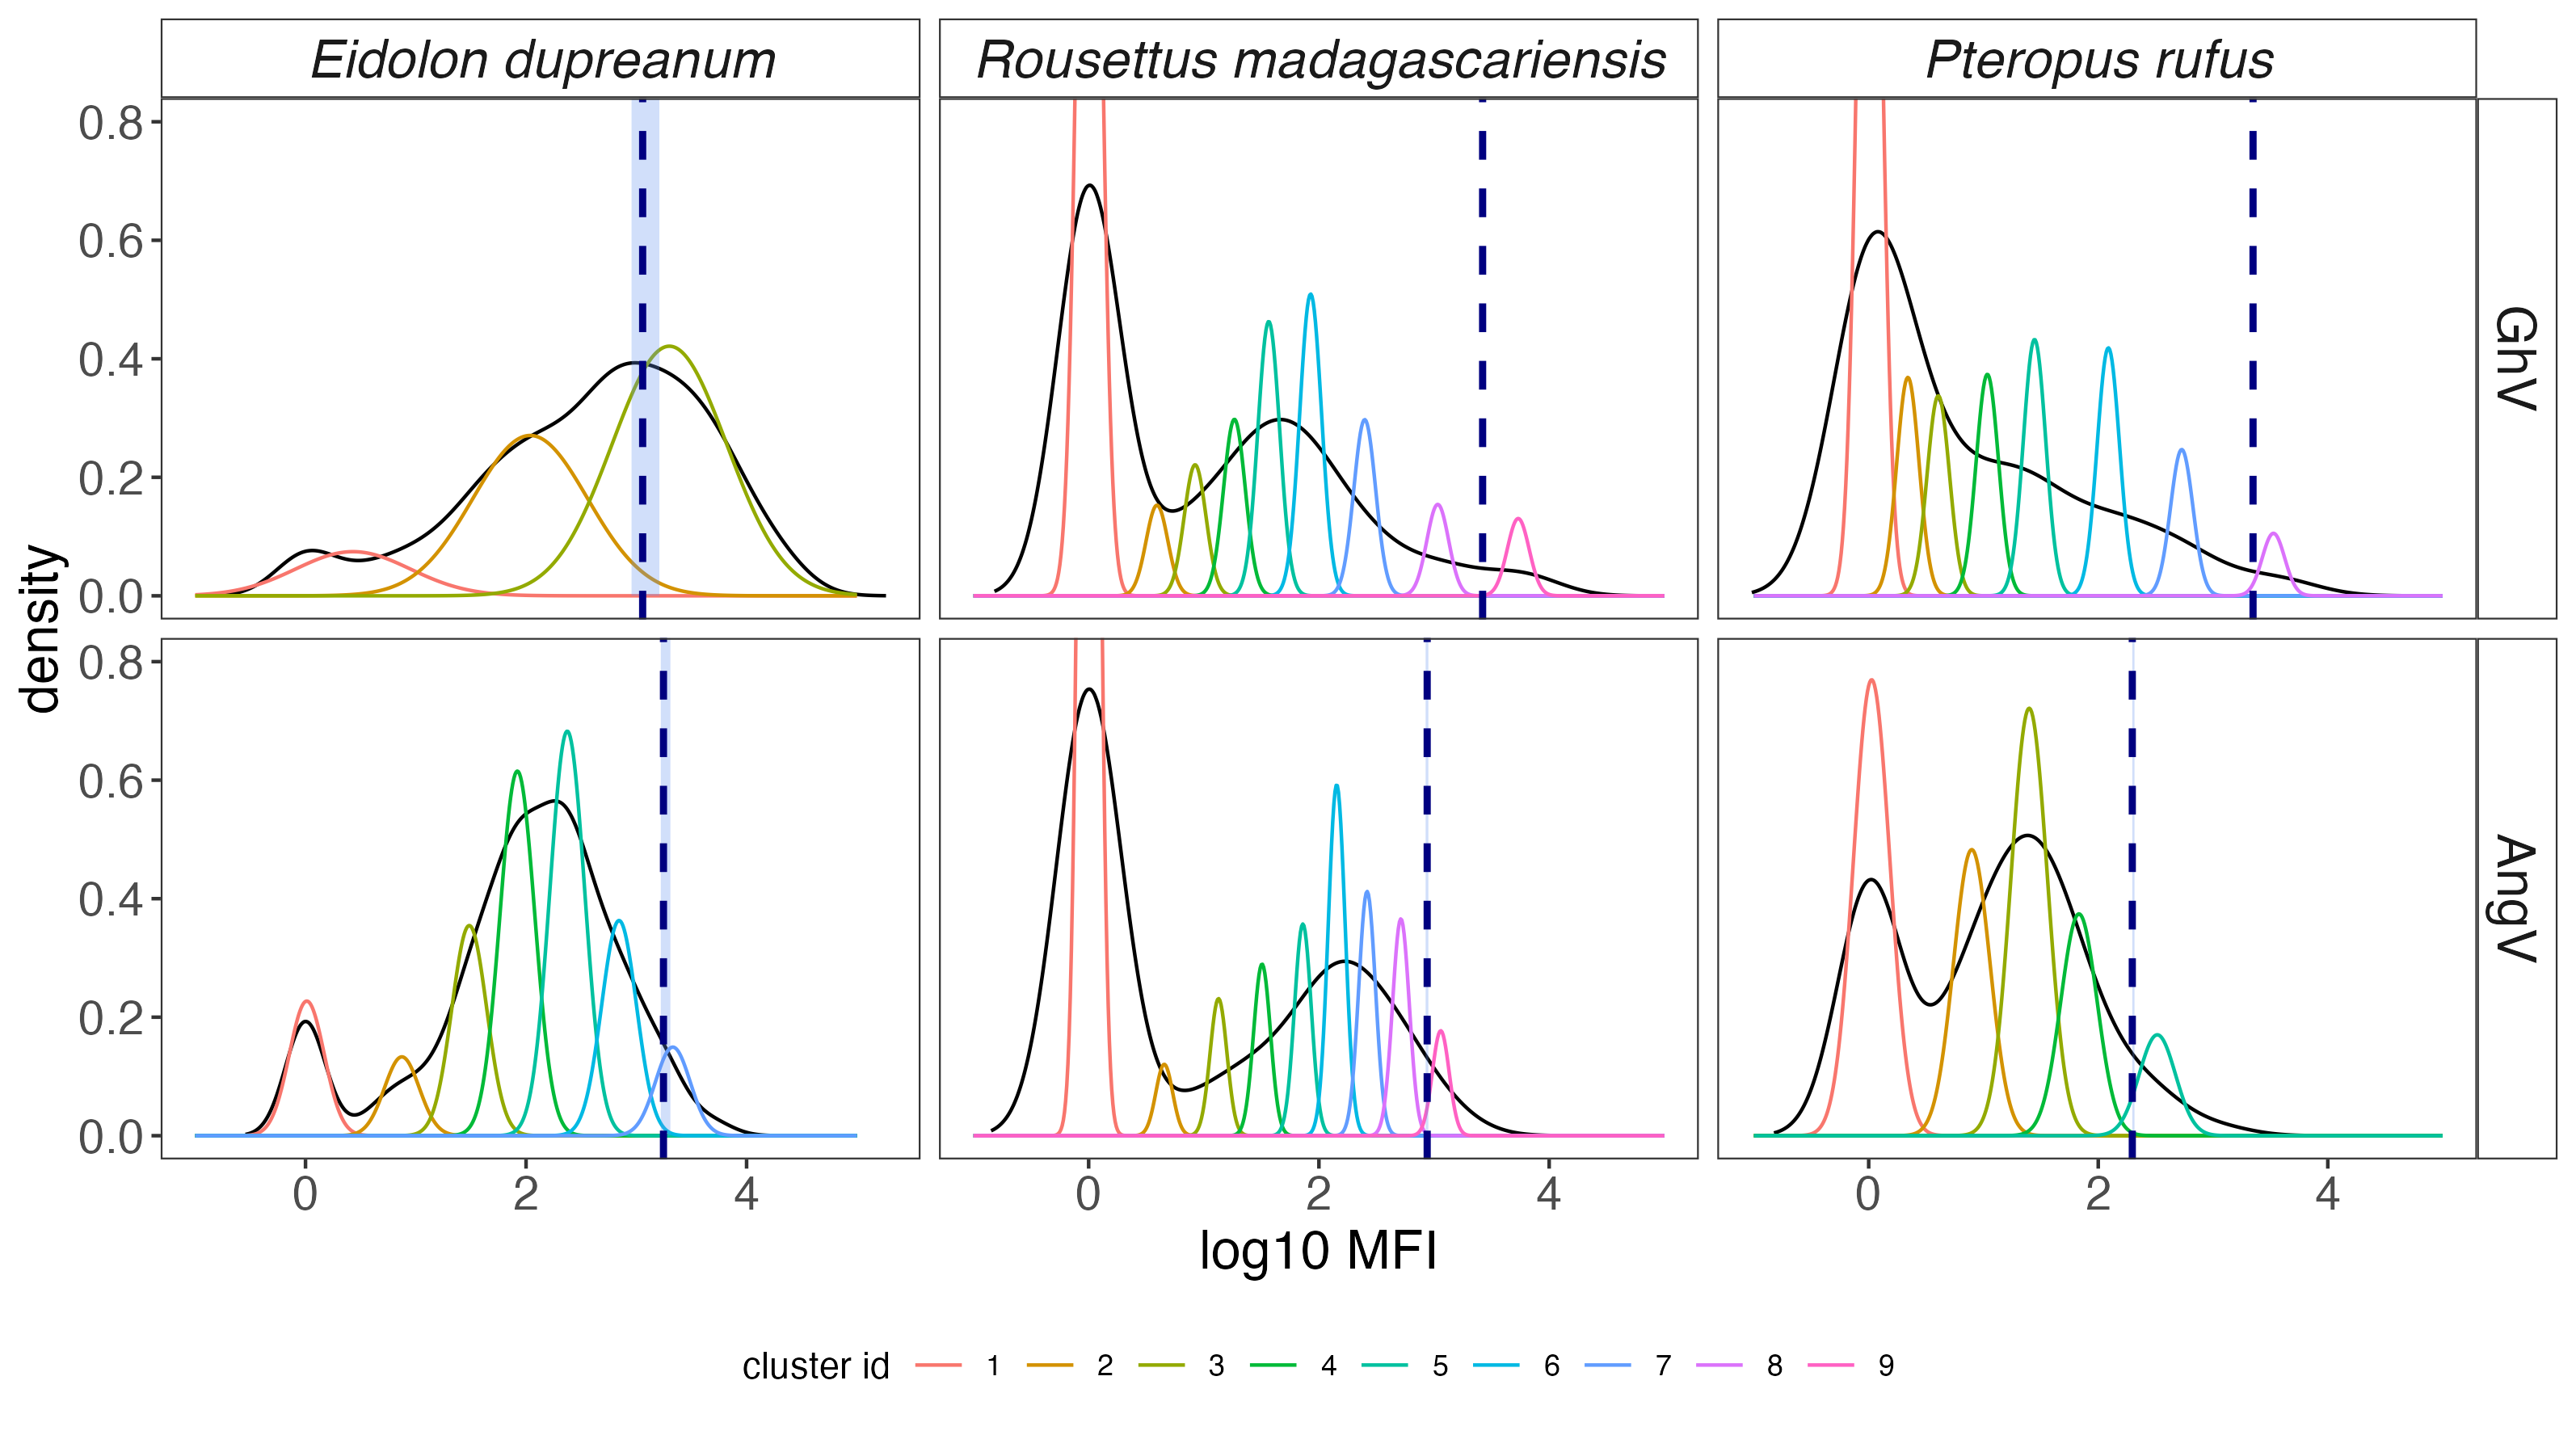 Eidolon dupreanum
Rousettus madagascariensis
Pteropus rufus
0.8
0.6
0.4
0.2
0.0
GhV
0.8
0.6
0.4
0.2
0.0
AngV
density
0 2 4
0 2 4
0 2 4
log10 MFI
cluster id 1 2 3 4 5 6 7 8 9